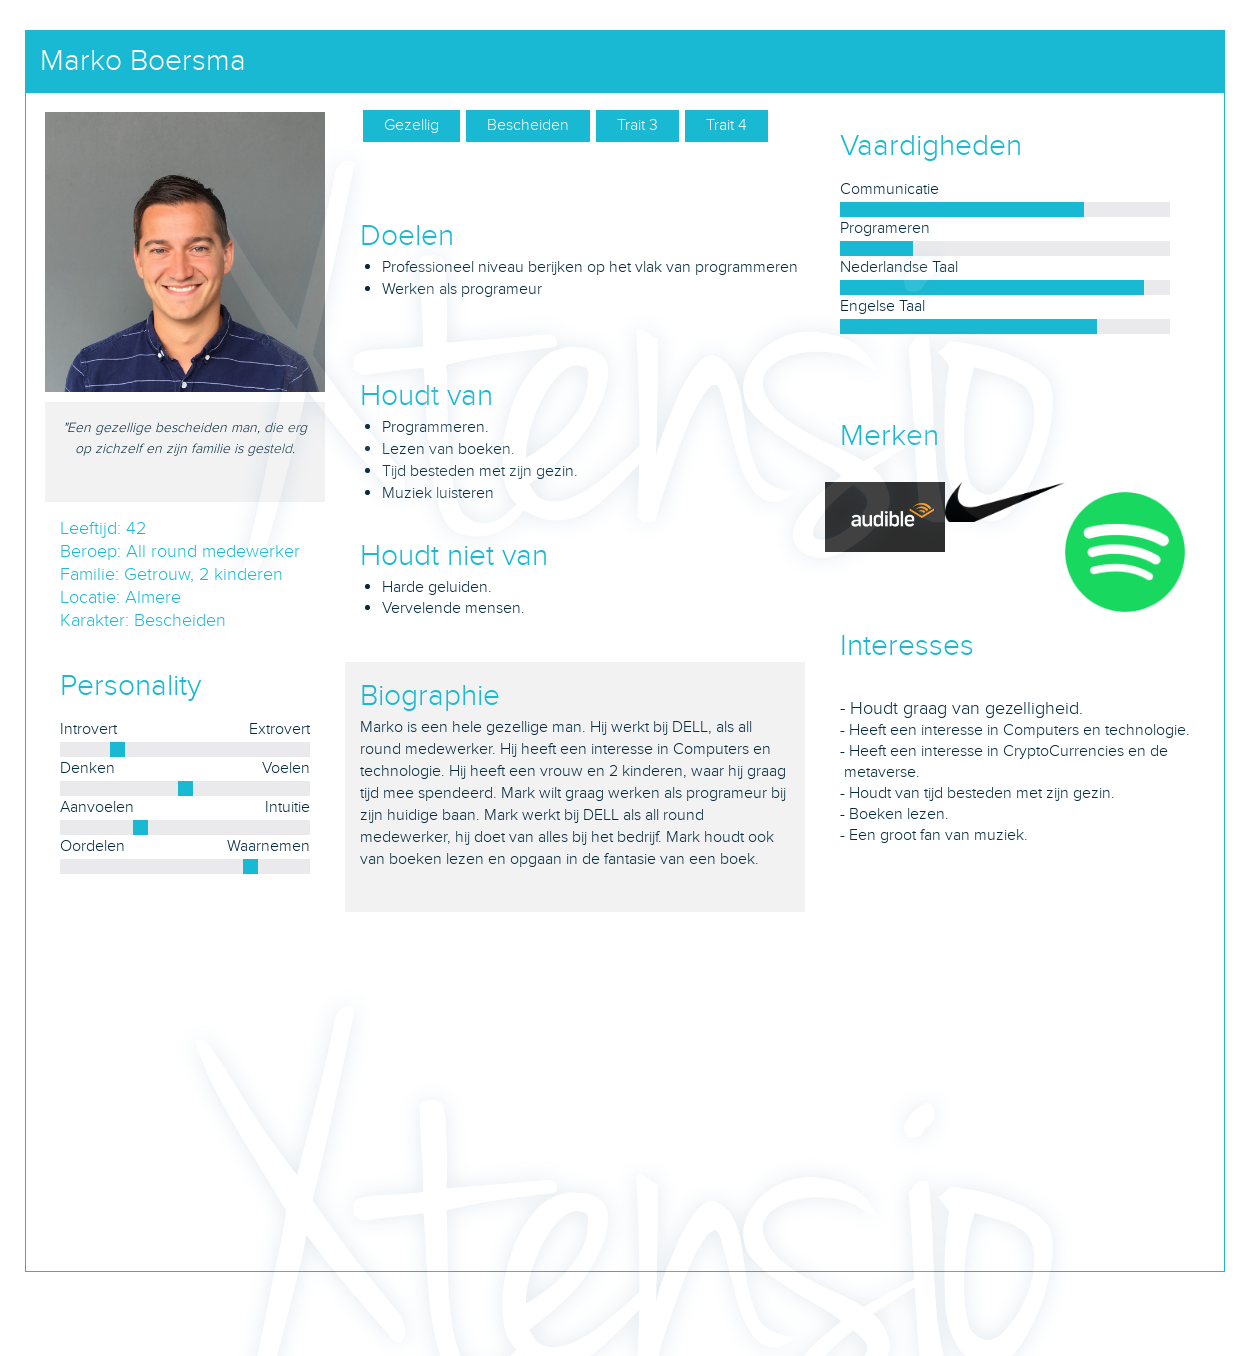 Marko Boersma
Gezellig
Bescheiden
Trait 3
Trait 4
"Een gezellige bescheiden man, die erg
op zichzelf en zijn familie is gesteld.
Leeftijd: 42
Beroep: All round medewerker
Familie: Getrouw, 2 kinderen
Locatie: Almere
Karakter: Bescheiden
Personality
Introvert Extrovert
Denken Voelen
Aanvoelen Intuitie
Oordelen Waarnemen
Doelen
• Professioneel niveau berijken op het vlak van programmeren
• Werken als programeur
Houdt van
• Programmeren.
• Lezen van boeken.
• Tijd besteden met zijn gezin.
• Muziek luisteren
Houdt niet van
• Harde geluiden.
• Vervelende mensen.
Biographie
Marko is een hele gezellige man. Hij werkt bij DELL, als all
round medewerker. Hij heeft een interesse in Computers en
technologie. Hij heeft een vrouw en 2 kinderen, waar hij graag
tijd mee spendeerd. Mark wilt graag werken als programeur bij
zijn huidige baan. Mark werkt bij DELL als all round
medewerker, hij doet van alles bij het bedrijf. Mark houdt ook
van boeken lezen en opgaan in de fantasie van een boek.
Vaardigheden
Communicatie
Programeren
Nederlandse Taal
Engelse Taal
Merken
audible
Interesses
- Houdt graag van gezelligheid.
- Heeft een interesse in Computers en technologie.
- Heeft een interesse in CryptoCurrencies en de
metaverse.
- Houdt van tijd besteden met zijn gezin.
- Boeken lezen.
- Een groot fan van muziek.
Xtensio
Xtensio